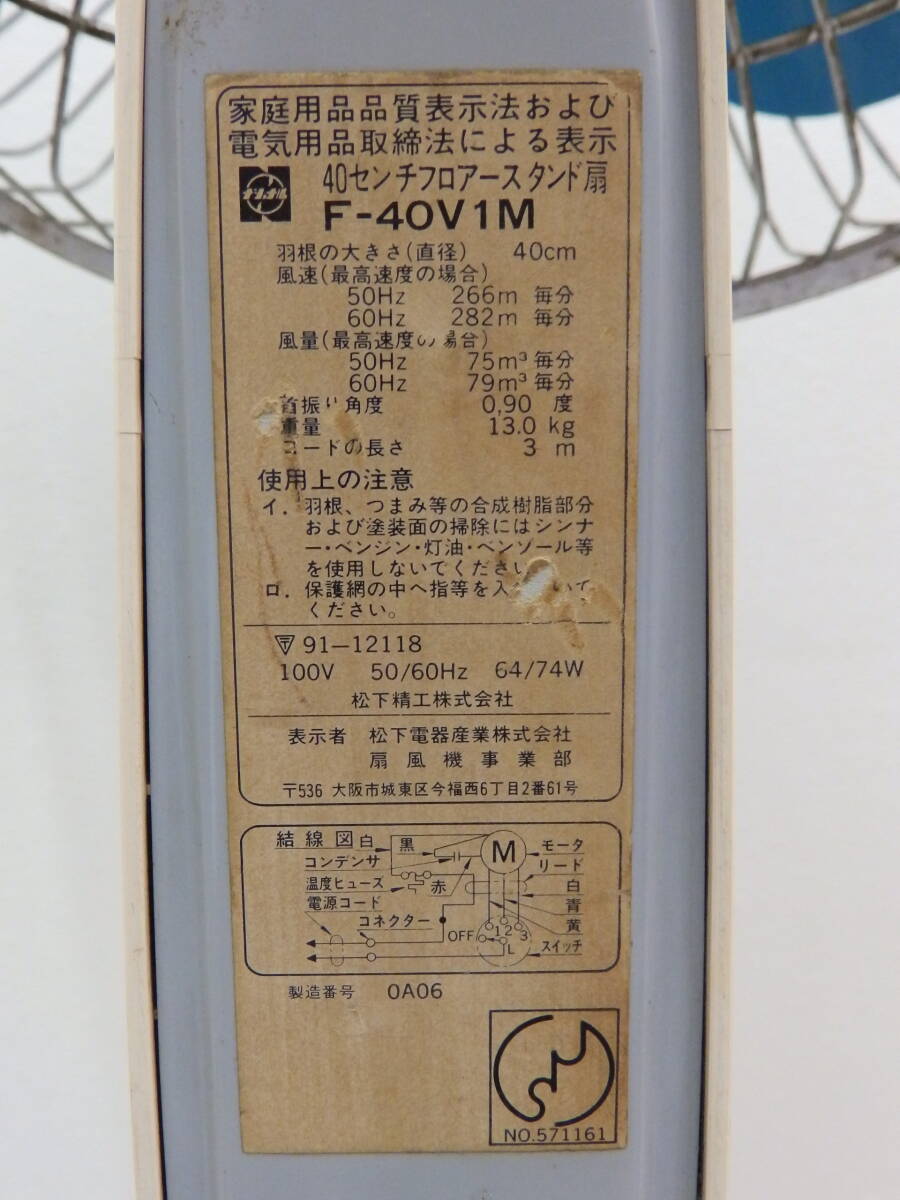 家庭用品品質表示法および
電気用品取締法による表示
ナショナル
40センチフロアースタンド扇
F-40V1M
羽根の大きさ(直径) 40cm
風速(最高速度の場合)
50Hz 266m 毎分
60Hz 282m 毎分
風量(最高速度の場合)
50Hz 75m³ 毎分
60Hz 79m³ 毎分
首振り角度 0,90 度
重量 13.0 kg
コードの長さ 3 m
使用上の注意
イ. 羽根、つまみ等の合成樹脂部分
および塗装面の掃除にはシンナ
ー・ベンジン・灯油・ベンゾール等
を使用しないでください
ロ. 保護網の中へ指等を入 いで
ください。
〒 91-12118
100V 50/60Hz 64/74W
松下精工株式会社
表示者 松下電器産業株式会社
扇風機事業部
〒536 大阪市城東区今福西6丁目2番61号
結線図 白 黒 M モータ
コンデンサ リード
温度ヒューズ 赤 白
電源コード 青
コネクター 黄
OFF 1 2 3 L スイッチ
製造番号 0A06
NO.571161